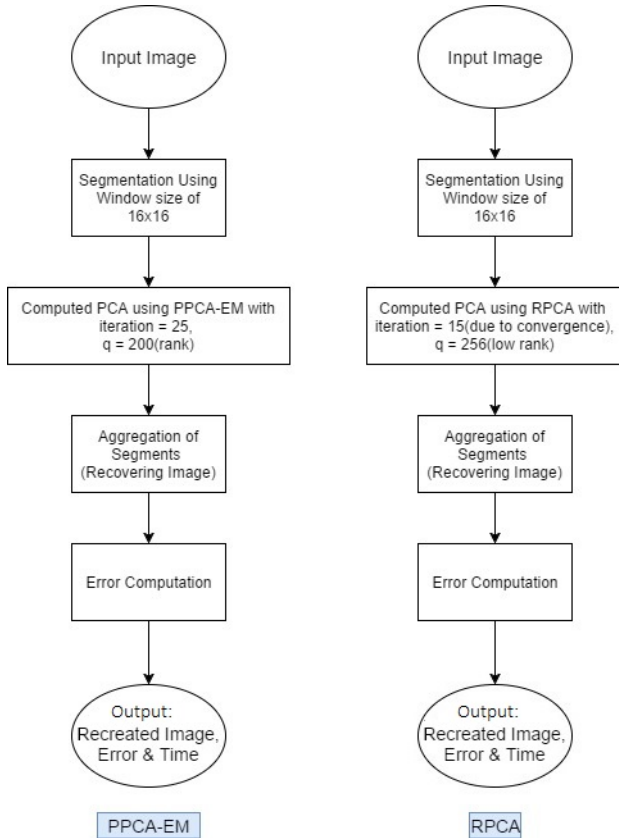 Input Image
Segmentation Using
Window size of
16x16
Computed PCA using PPCA-EM with
iteration = 25,
q = 200(rank)
Aggregation of
Segments
(Recovering Image)
Error Computation
Output:
Recreated Image,
Error & Time
PPCA-EM
Input Image
Segmentation Using
Window size of
16x16
Computed PCA using RPCA with
iteration = 15(due to convergence),
q = 256(low rank)
Aggregation of
Segments
(Recovering Image)
Error Computation
Output:
Recreated Image,
Error & Time
RPCA